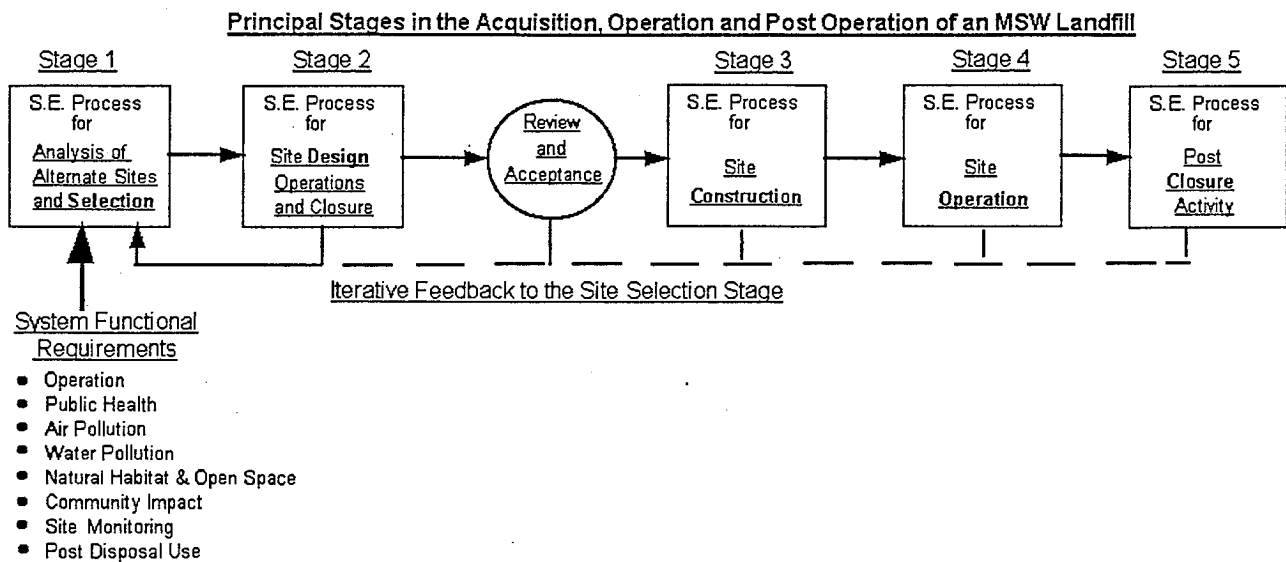 Principal Stages in the Acquisition, Operation and Post Operation of an MSW Landfill
Stage 1
S.E. Process
for
Analysis of
Alternate Sites
and Selection
Stage 2
S.E. Process
for
Site Design
Operations
and Closure
Review
and
Acceptance
Stage 3
S.E. Process
for
Site
Construction
Stage 4
S.E. Process
for
Site
Operation
Stage 5
S.E. Process
for
Post
Closure
Activity
Iterative Feedback to the Site Selection Stage
System Functional
Requirements
• Operation
• Public Health
• Air Pollution
• Water Pollution
• Natural Habitat & Open Space
• Community Impact
• Site Monitoring
• Post Disposal Use